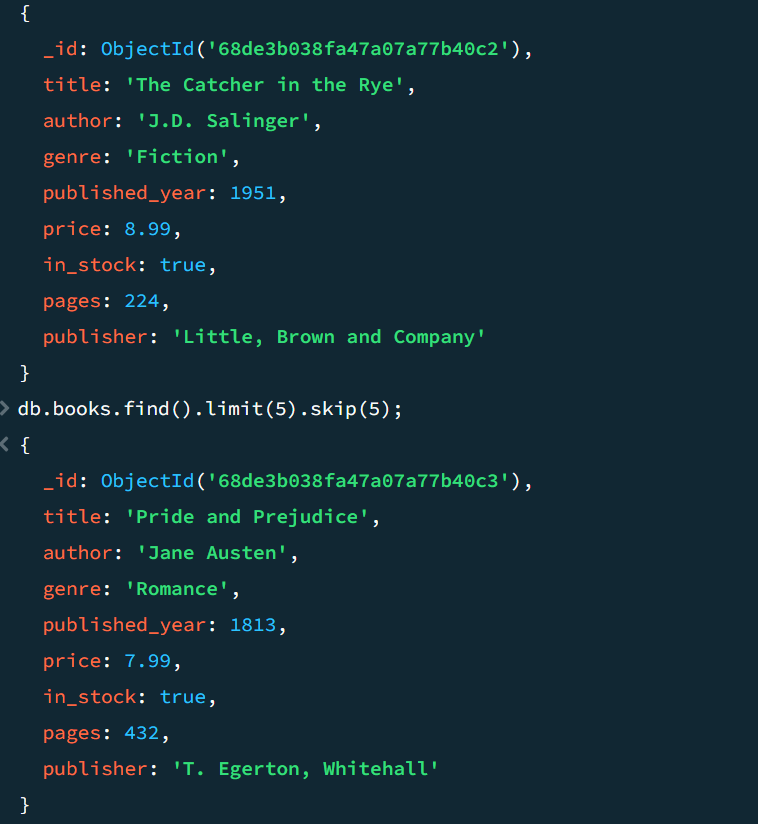 {
  _id: ObjectId('68de3b038fa47a07a77b40c2'),
  title: 'The Catcher in the Rye',
  author: 'J.D. Salinger',
  genre: 'Fiction',
  published_year: 1951,
  price: 8.99,
  in_stock: true,
  pages: 224,
  publisher: 'Little, Brown and Company'
}
> db.books.find().limit(5).skip(5);
< {
  _id: ObjectId('68de3b038fa47a07a77b40c3'),
  title: 'Pride and Prejudice',
  author: 'Jane Austen',
  genre: 'Romance',
  published_year: 1813,
  price: 7.99,
  in_stock: true,
  pages: 432,
  publisher: 'T. Egerton, Whitehall'
}